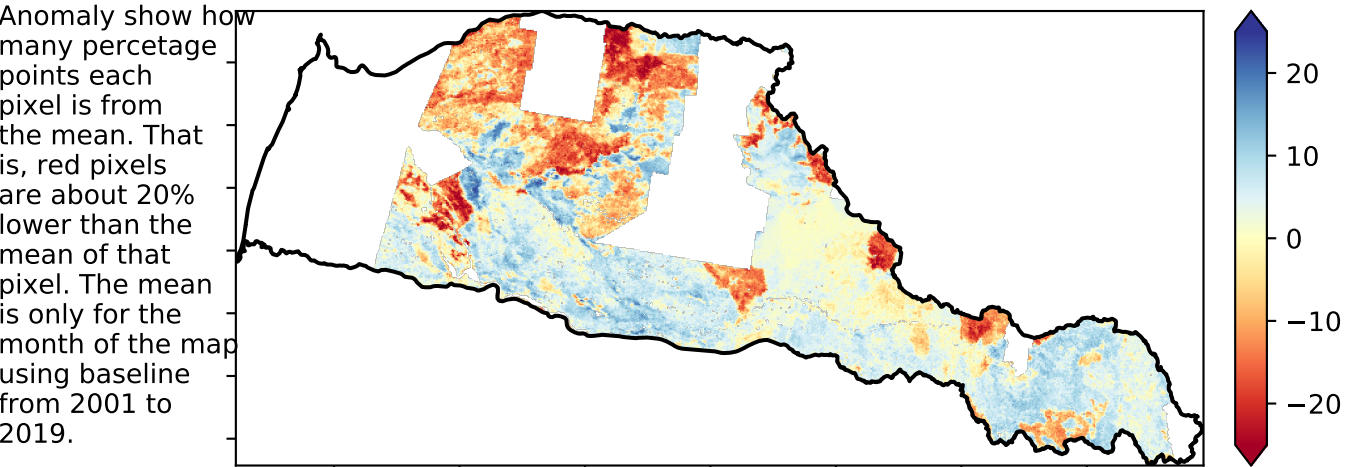 Anomaly show how
many percetage
points each
pixel is from
the mean. That
is, red pixels
are about 20%
lower than the
mean of that
pixel. The mean
is only for the
month of the map
using baseline
from 2001 to
2019.
20
10
0
−10
−20